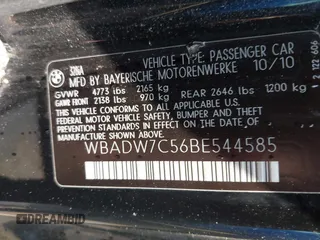 VEHICLE TYPE: PASSENGER CAR
MFD BY BAYERISCHE MOTORENWERKE 10/10
GVWR 4773 lbs 2165 kg
GAWR FRONT 2138 lbs 970 kg REAR 2646 lbs 1200 kg
THIS VEHICLE CONFORMS TO ALL APPLICABLE FEDERAL MOTOR VEHICLE
SAFETY, BUMPER, AND THEFT PREVENTION STANDARDS IN EFFECT ON
THE DATE OF MANUFACTURE SHOWN ABOVE.
WBADW7C56BE544585
DREAMBID